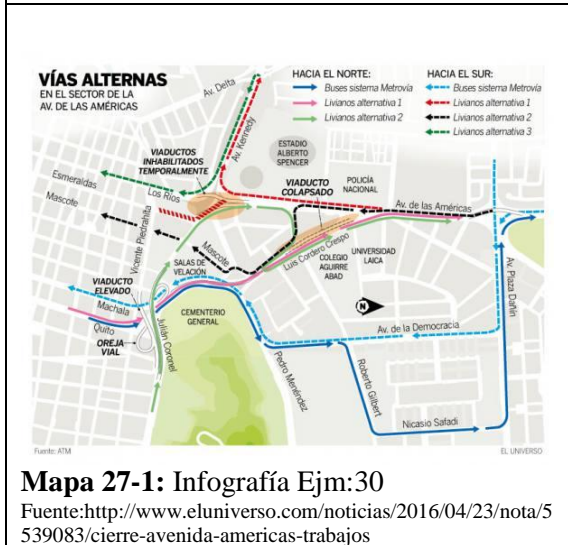 VÍAS ALTERNAS
EN EL SECTOR DE LA
AV. DE LAS AMÉRICAS
HACIA EL NORTE:
Buses sistema Metrovía
Livianos alternativa 1
Livianos alternativa 2
HACIA EL SUR:
Buses sistema Metrovía
Livianos alternativa 1
Livianos alternativa 2
Livianos alternativa 3
Av. Delta
Av. Kennedy
VIADUCTOS
INHABILITADOS
TEMPORALMENTE
ESTADIO
ALBERTO
SPENCER
VIADUCTO
COLAPSADO
POLICÍA
NACIONAL
Av. de las Américas
Esmeraldas
Los Ríos
Mascote
Vicente Piedrahíta
Mascote
Luis Cordero Crespo
SALAS DE
VELACIÓN
COLEGIO
AGUIRRE
ABAD
UNIVERSIDAD
LAICA
VIADUCTO
ELEVADO
Machala
Quito
OREJA
VIAL
Julián Coronel
CEMENTERIO
GENERAL
N
Av. de la Democracia
Av. Plaza Dañín
Pedro Menéndez
Roberto Gilbert
Nicasio Safadi
Fuente: ATM
EL UNIVERSO
Mapa 27-1: Infografía Ejm:30
Fuente:http://www.eluniverso.com/noticias/2016/04/23/nota/5
539083/cierre-avenida-americas-trabajos